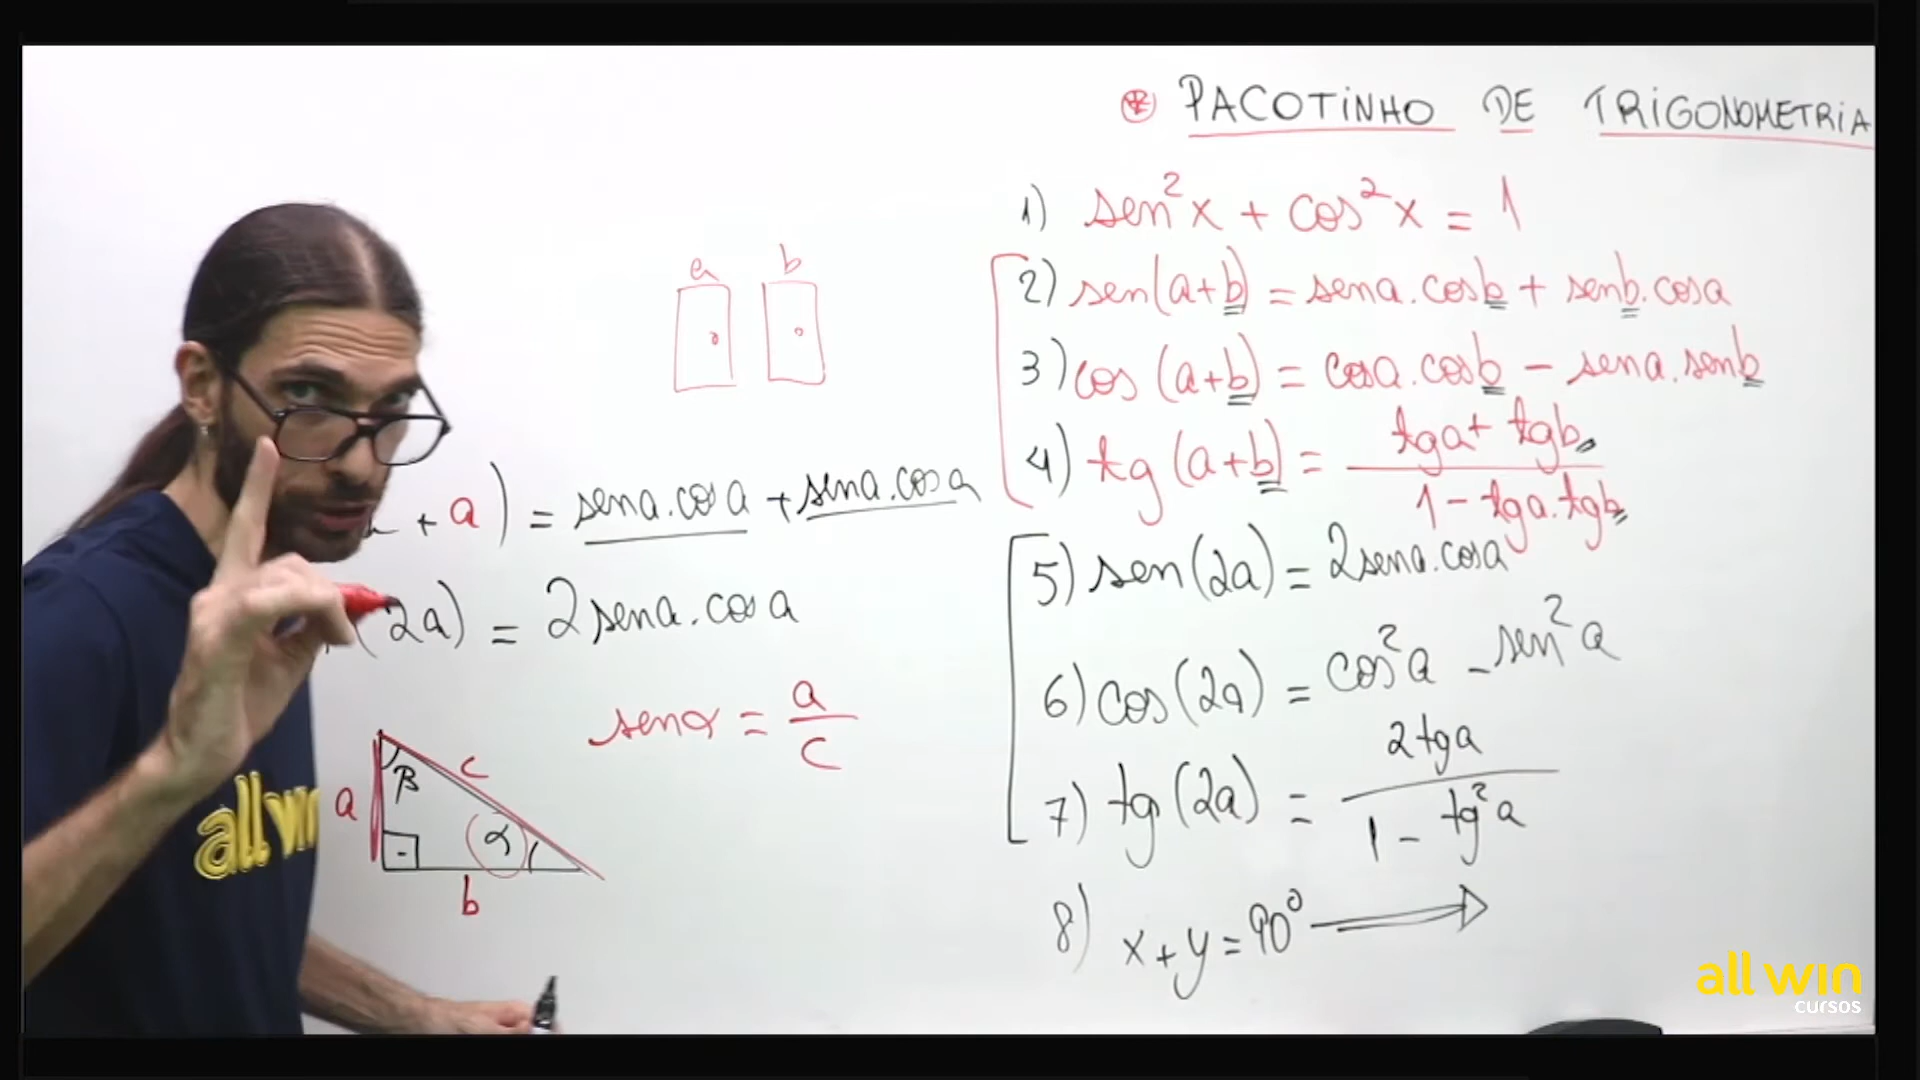 PACOTINHO DE TRIGONOMETRIA
1) sen²x + cos²x = 1
2) sen(a+b) = sena.cosb + senb.cosa
3) cos(a+b) = cosa.cosb - sena.senb
4) tg(a+b) = tga+tgb
1-tga.tgb
5) sen(2a) = 2sena.cosa
6) cos(2a) = cos²a - sen²a
7) tg(2a) = 2tga
1 - tg²a
8) x+y=90°
a b
+ a) = sena.cosa + sena.cosa
(2a) = 2sena.cosa
senα = a
c
a
β
c
α
b
all win
all win
cursos